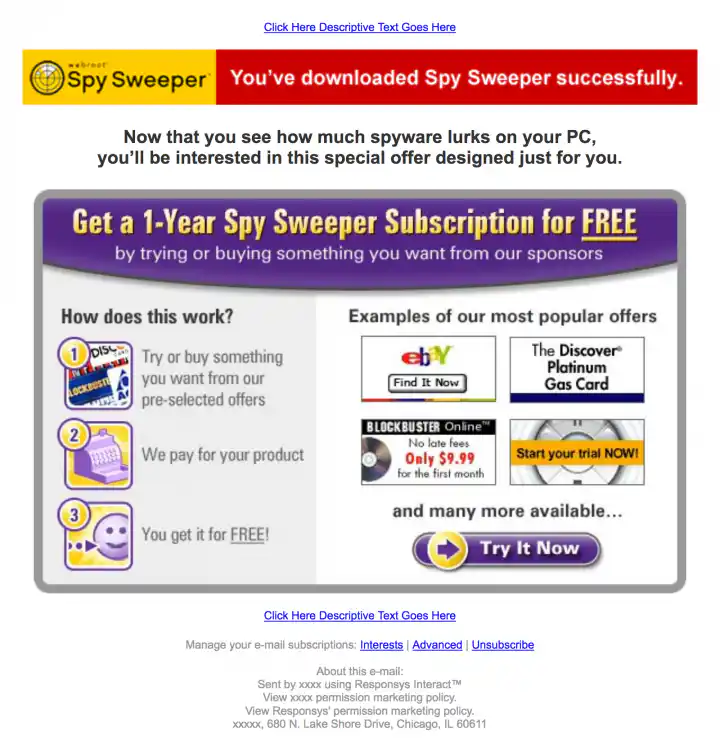 Click Here Descriptive Text Goes Here
webroot
Spy Sweeper™
You've downloaded Spy Sweeper successfully.
Now that you see how much spyware lurks on your PC,
you'll be interested in this special offer designed just for you.
Get a 1-Year Spy Sweeper Subscription for FREE
by trying or buying something you want from our sponsors
How does this work?
1
DISC
BLOCKBUSTER
Try or buy something
you want from our
pre-selected offers
2
We pay for your product
3
You get it for FREE!
Examples of our most popular offers
ebY
Find It Now
The Discover®
Platinum
Gas Card
BLOCKBUSTER Online™
No late fees
Only $9.99
for the first month
Start your trial NOW!
and many more available...
Try It Now
Click Here Descriptive Text Goes Here
Manage your e-mail subscriptions: Interests | Advanced | Unsubscribe
About this e-mail:
Sent by xxxx using Responsys Interact™
View xxxx permission marketing policy.
View Responsys' permission marketing policy.
xxxxx, 680 N. Lake Shore Drive, Chicago, IL 60611